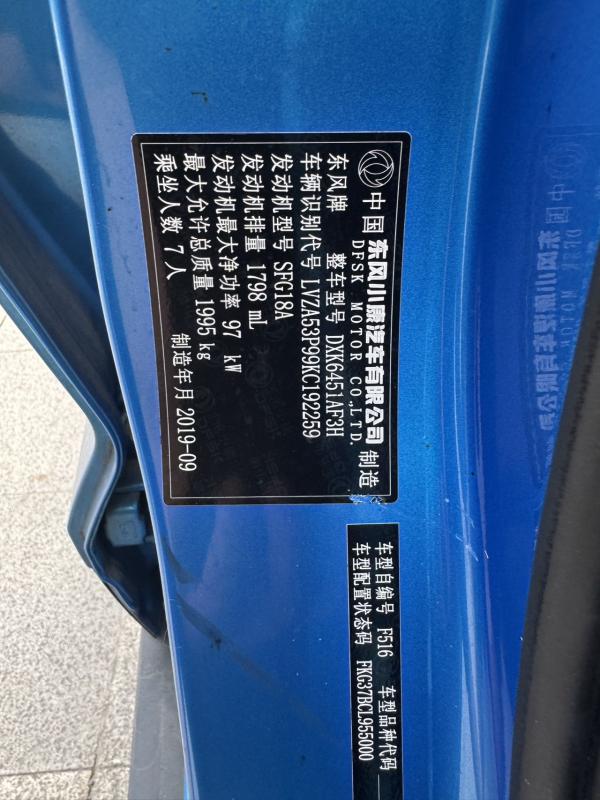 中国 东风小康汽车有限公司 制造
DFSK MOTOR CO.,LTD.
东风牌 整车型号 DXK6451AF3H
车辆识别代号 LVZA53P99KC192259
发动机型号 SFG18A
发动机排量 1798 mL
发动机最大净功率 97 kW
最大允许总质量 1995 kg
乘坐人数 7人 制造年月 2019-09
车型自编号 F516 车型品种代码
车型配置状态码 FKG37BCL955000